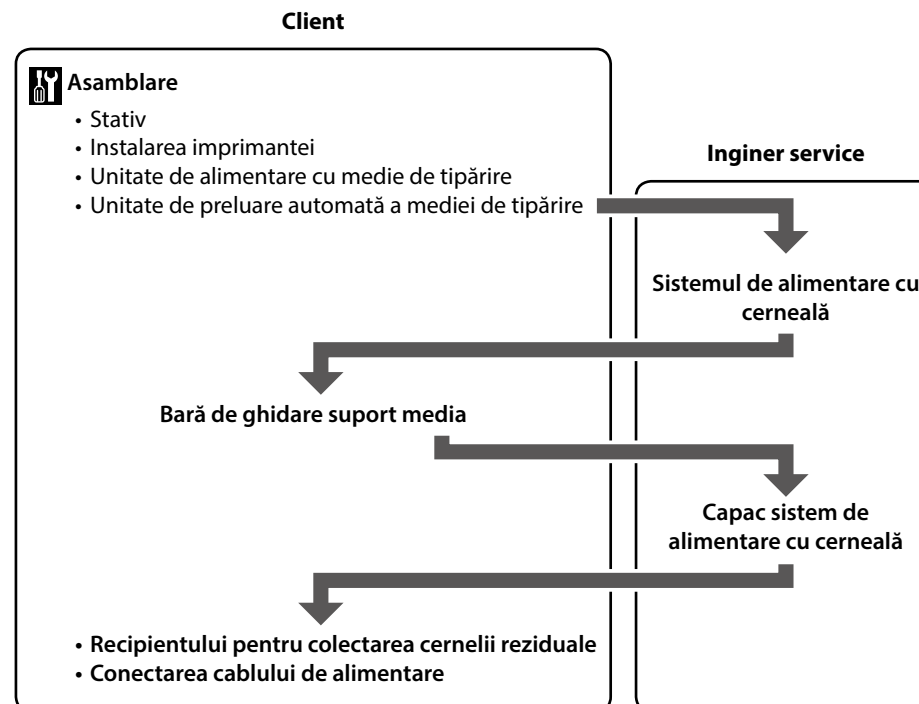 Client
Asamblare
• Stativ
• Instalarea imprimantei
• Unitate de alimentare cu medie de tipărire
• Unitate de preluare automată a mediei de tipărire
Inginer service
Sistemul de alimentare cu
cerneală
Bară de ghidare suport media
Capac sistem de
alimentare cu cerneală
• Recipientului pentru colectarea cernelii reziduale
• Conectarea cablului de alimentare